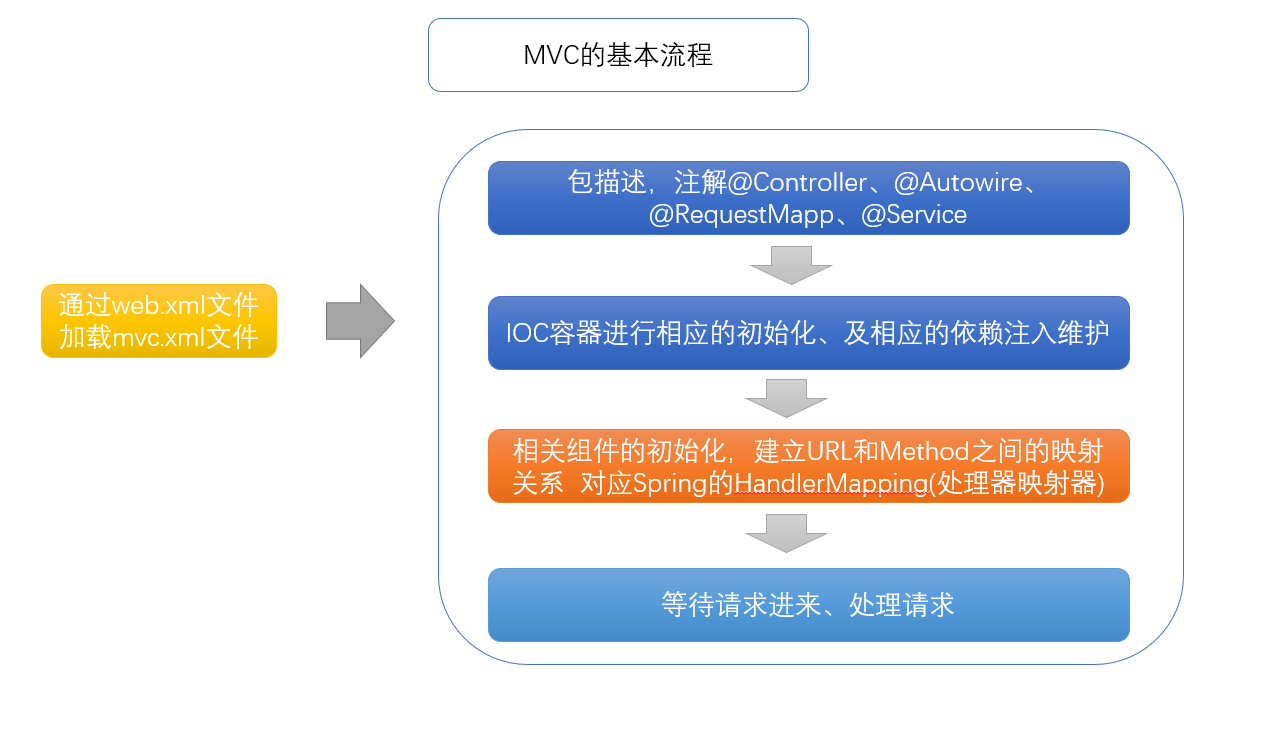 MVC的基本流程
包描述，注解@Controller、@Autowire、
@RequestMapp、@Service
通过web.xml文件
加载mvc.xml文件
IOC容器进行相应的初始化、及相应的依赖注入维护
相关组件的初始化，建立URL和Method之间的映射
关系  对应Spring的HandlerMapping(处理器映射器)
等待请求进来、处理请求